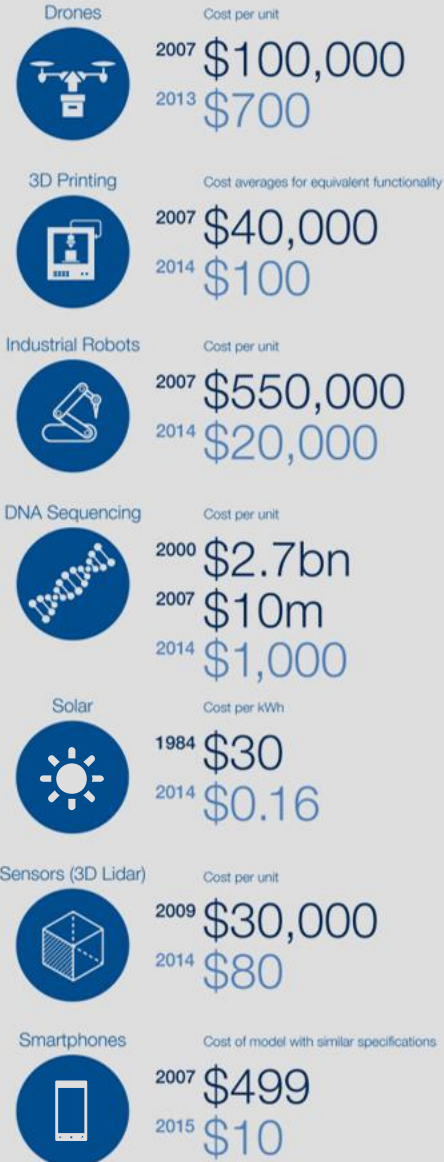 Drones
Cost per unit
2007 $100,000
2013 $700
3D Printing
Cost averages for equivalent functionality
2007 $40,000
2014 $100
Industrial Robots
Cost per unit
2007 $550,000
2014 $20,000
DNA Sequencing
Cost per unit
2000 $2.7bn
2007 $10m
2014 $1,000
Solar
Cost per kWh
1984 $30
2014 $0.16
Sensors (3D Lidar)
Cost per unit
2009 $30,000
2014 $80
Smartphones
Cost of model with similar specifications
2007 $499
2015 $10